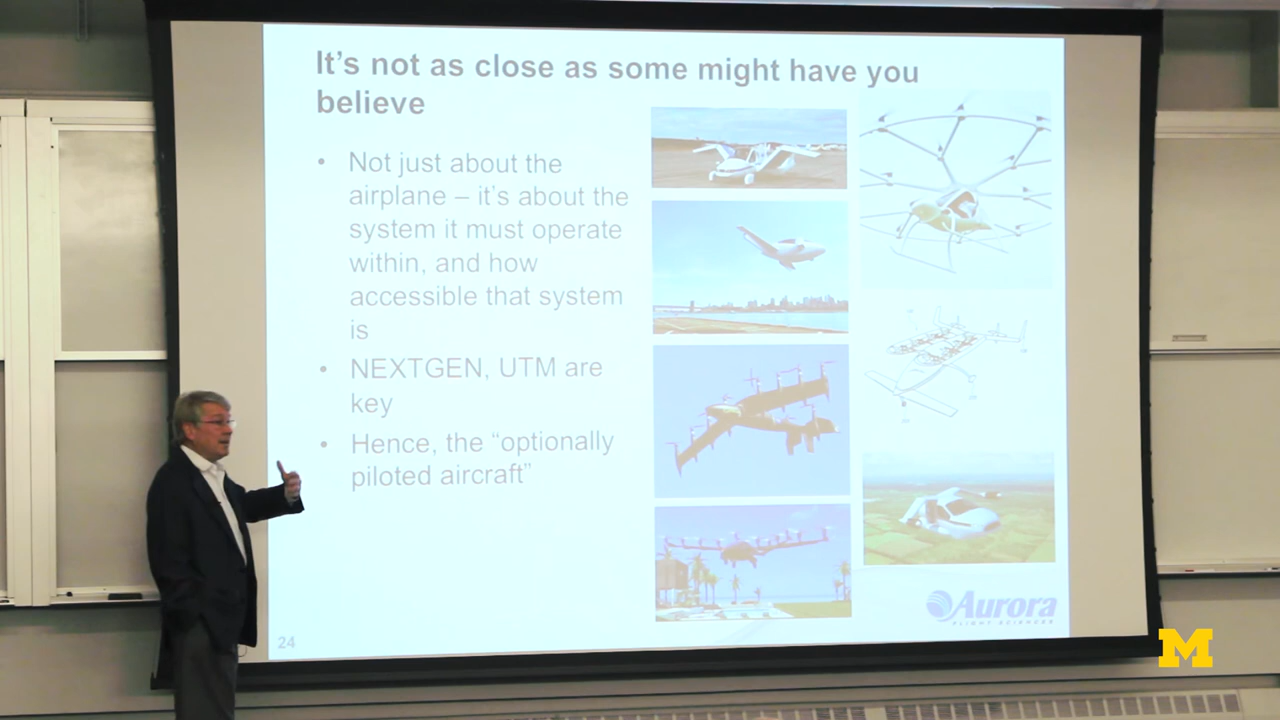 It's not as close as some might have you
believe
• Not just about the
airplane – it's about the
system it must operate
within, and how
accessible that system
is
• NEXTGEN, UTM are
key
• Hence, the "optionally
piloted aircraft"
Aurora
FLIGHT SCIENCES
24
M